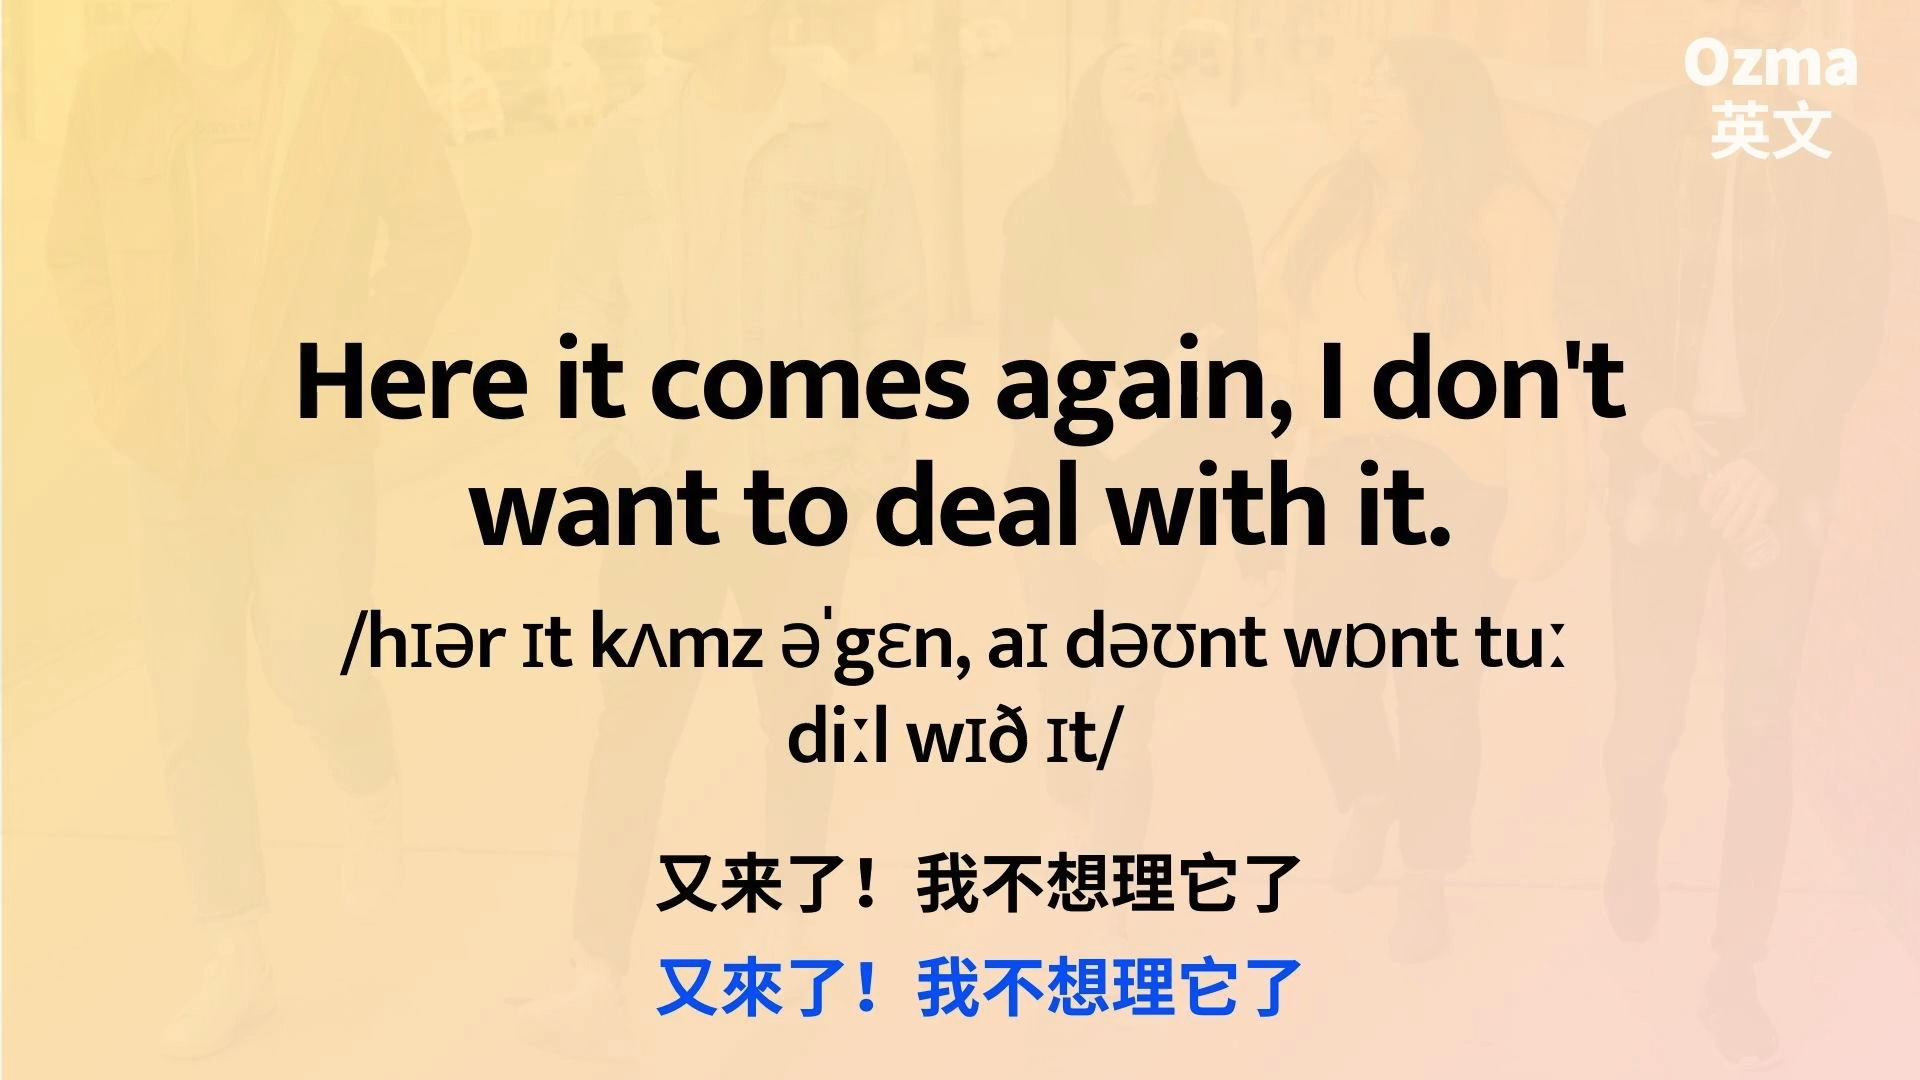 Ozma
英文
Here it comes again, I don't
want to deal with it.
/hɪər ɪt kʌmz əˈgɛn, aɪ dəʊnt wɒnt tuː
diːl wɪð ɪt/
又来了！我不想理它了
又來了！我不想理它了